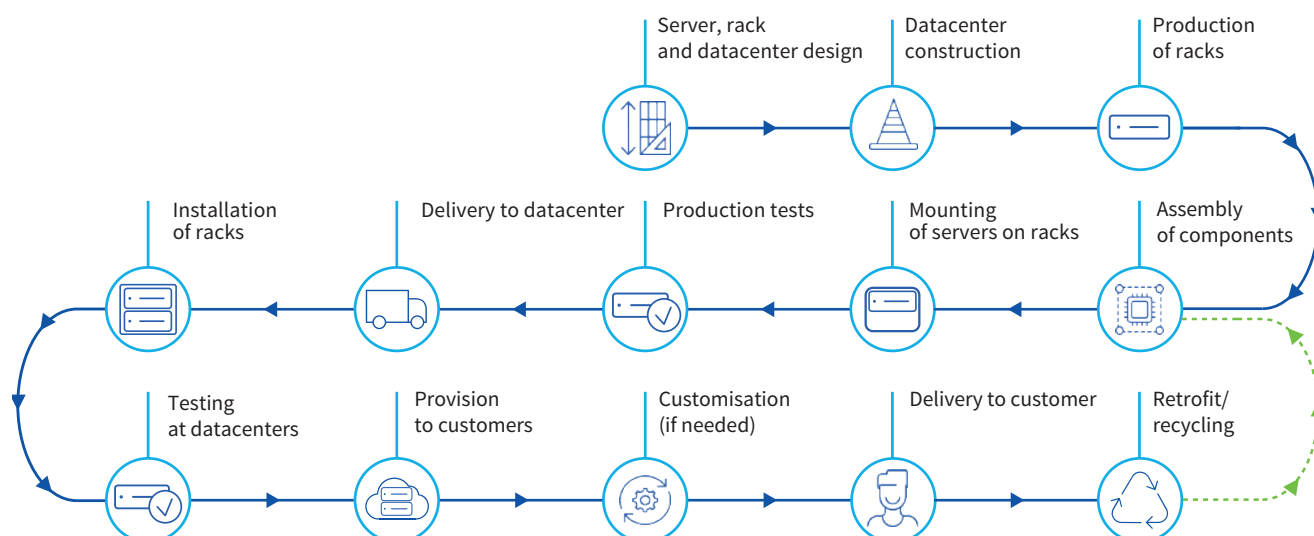 Server, rack
and datacenter design
Datacenter
construction
Production
of racks
Installation
of racks
Delivery to datacenter
Production tests
Mounting
of servers on racks
Assembly
of components
Testing
at datacenters
Provision
to customers
Customisation
(if needed)
Delivery to customer
Retrofit/
recycling